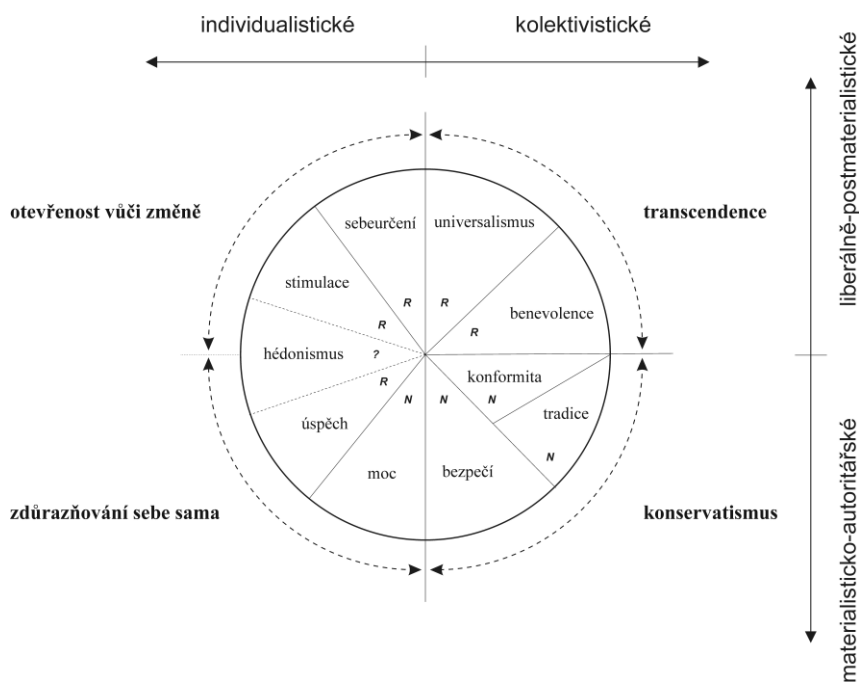 individualistické
kolektivistické
liberálně-postmaterialistické
otevřenost vůči změně
sebeurčení
universalismus
transcendence
stimulace
R
R
benevolence
R
R
hédonismus
?
konformita
R
N
N
N
tradice
úspěch
moc
bezpečí
N
zdůrazňování sebe sama
konservatismus
materialisticko-autoritářské